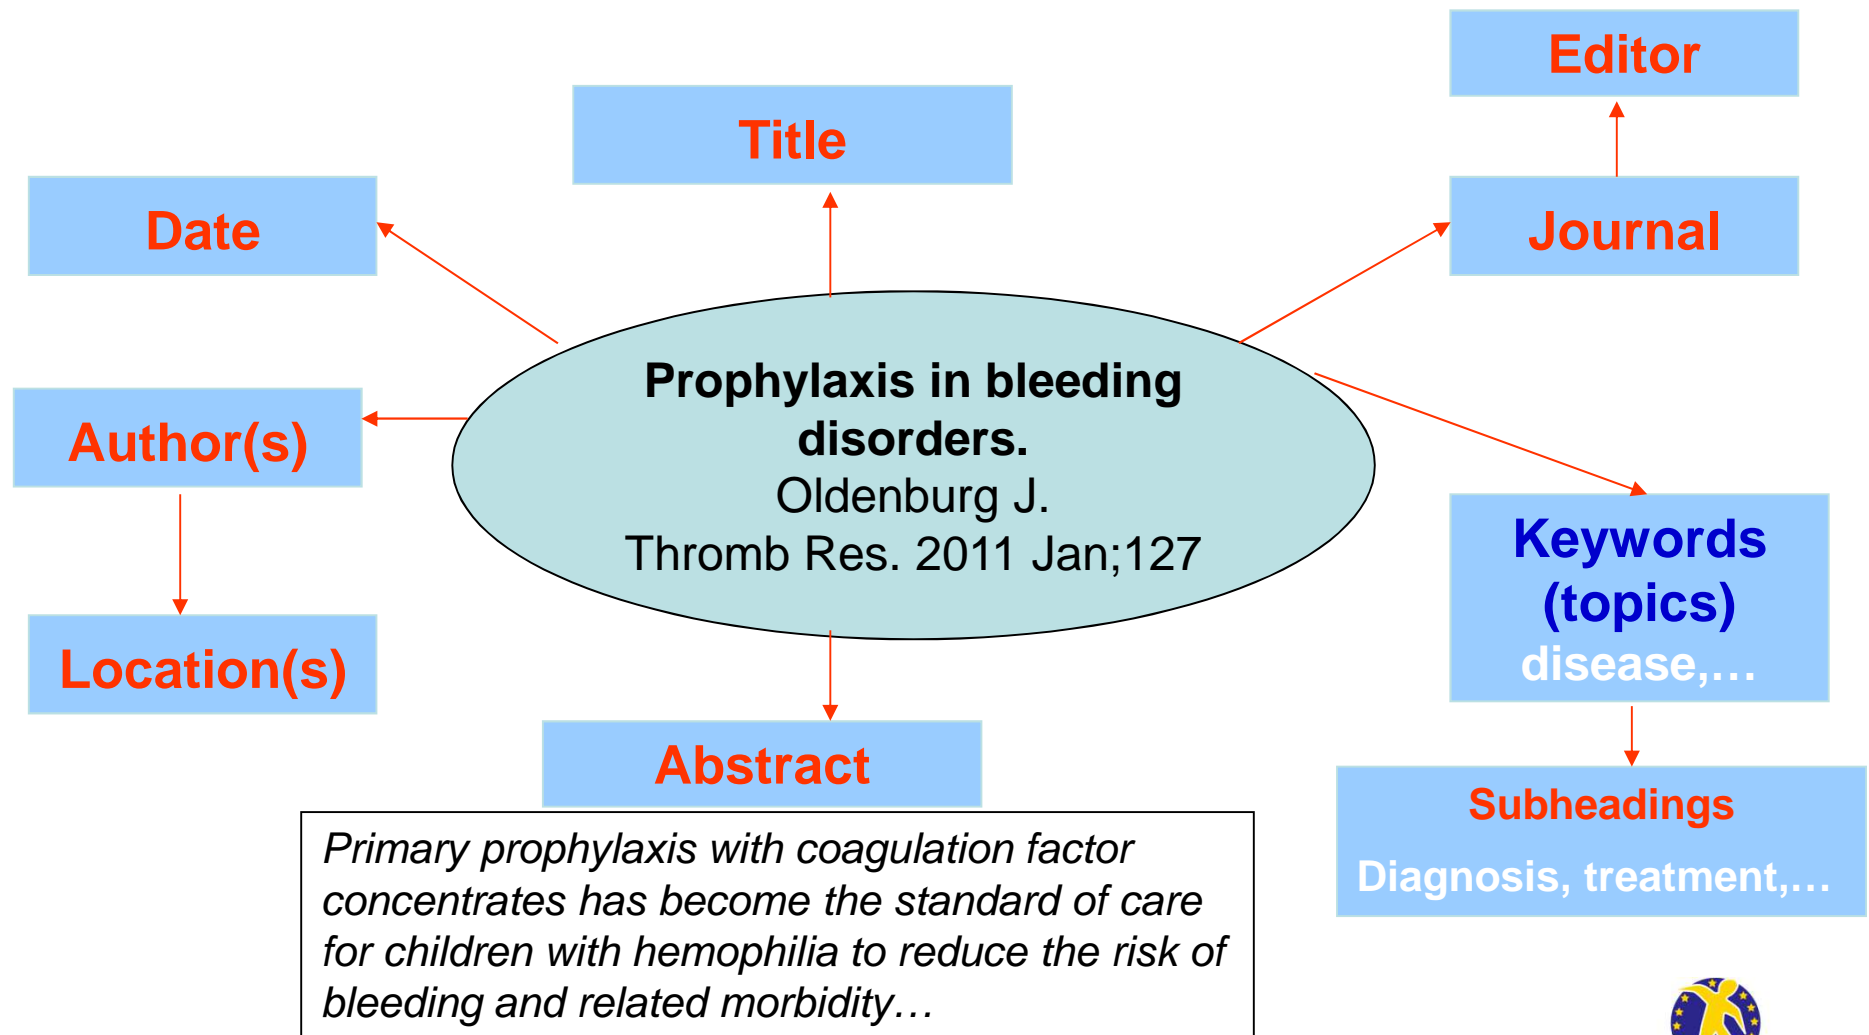 Editor
Title
Date
Journal
Prophylaxis in bleeding
disorders.
Oldenburg J.
Thromb Res. 2011 Jan;127
Author(s)
Location(s)
Keywords
(topics)
disease,…
Abstract
Subheadings
Diagnosis, treatment,…
Primary prophylaxis with coagulation factor
concentrates has become the standard of care
for children with hemophilia to reduce the risk of
bleeding and related morbidity…